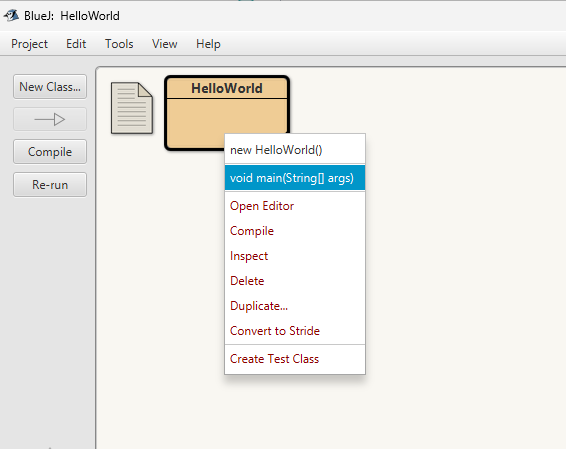 BlueJ: HelloWorld
Project Edit Tools View Help
New Class...
Compile
Re-run
HelloWorld
new HelloWorld()
void main(String[] args)
Open Editor
Compile
Inspect
Delete
Duplicate...
Convert to Stride
Create Test Class